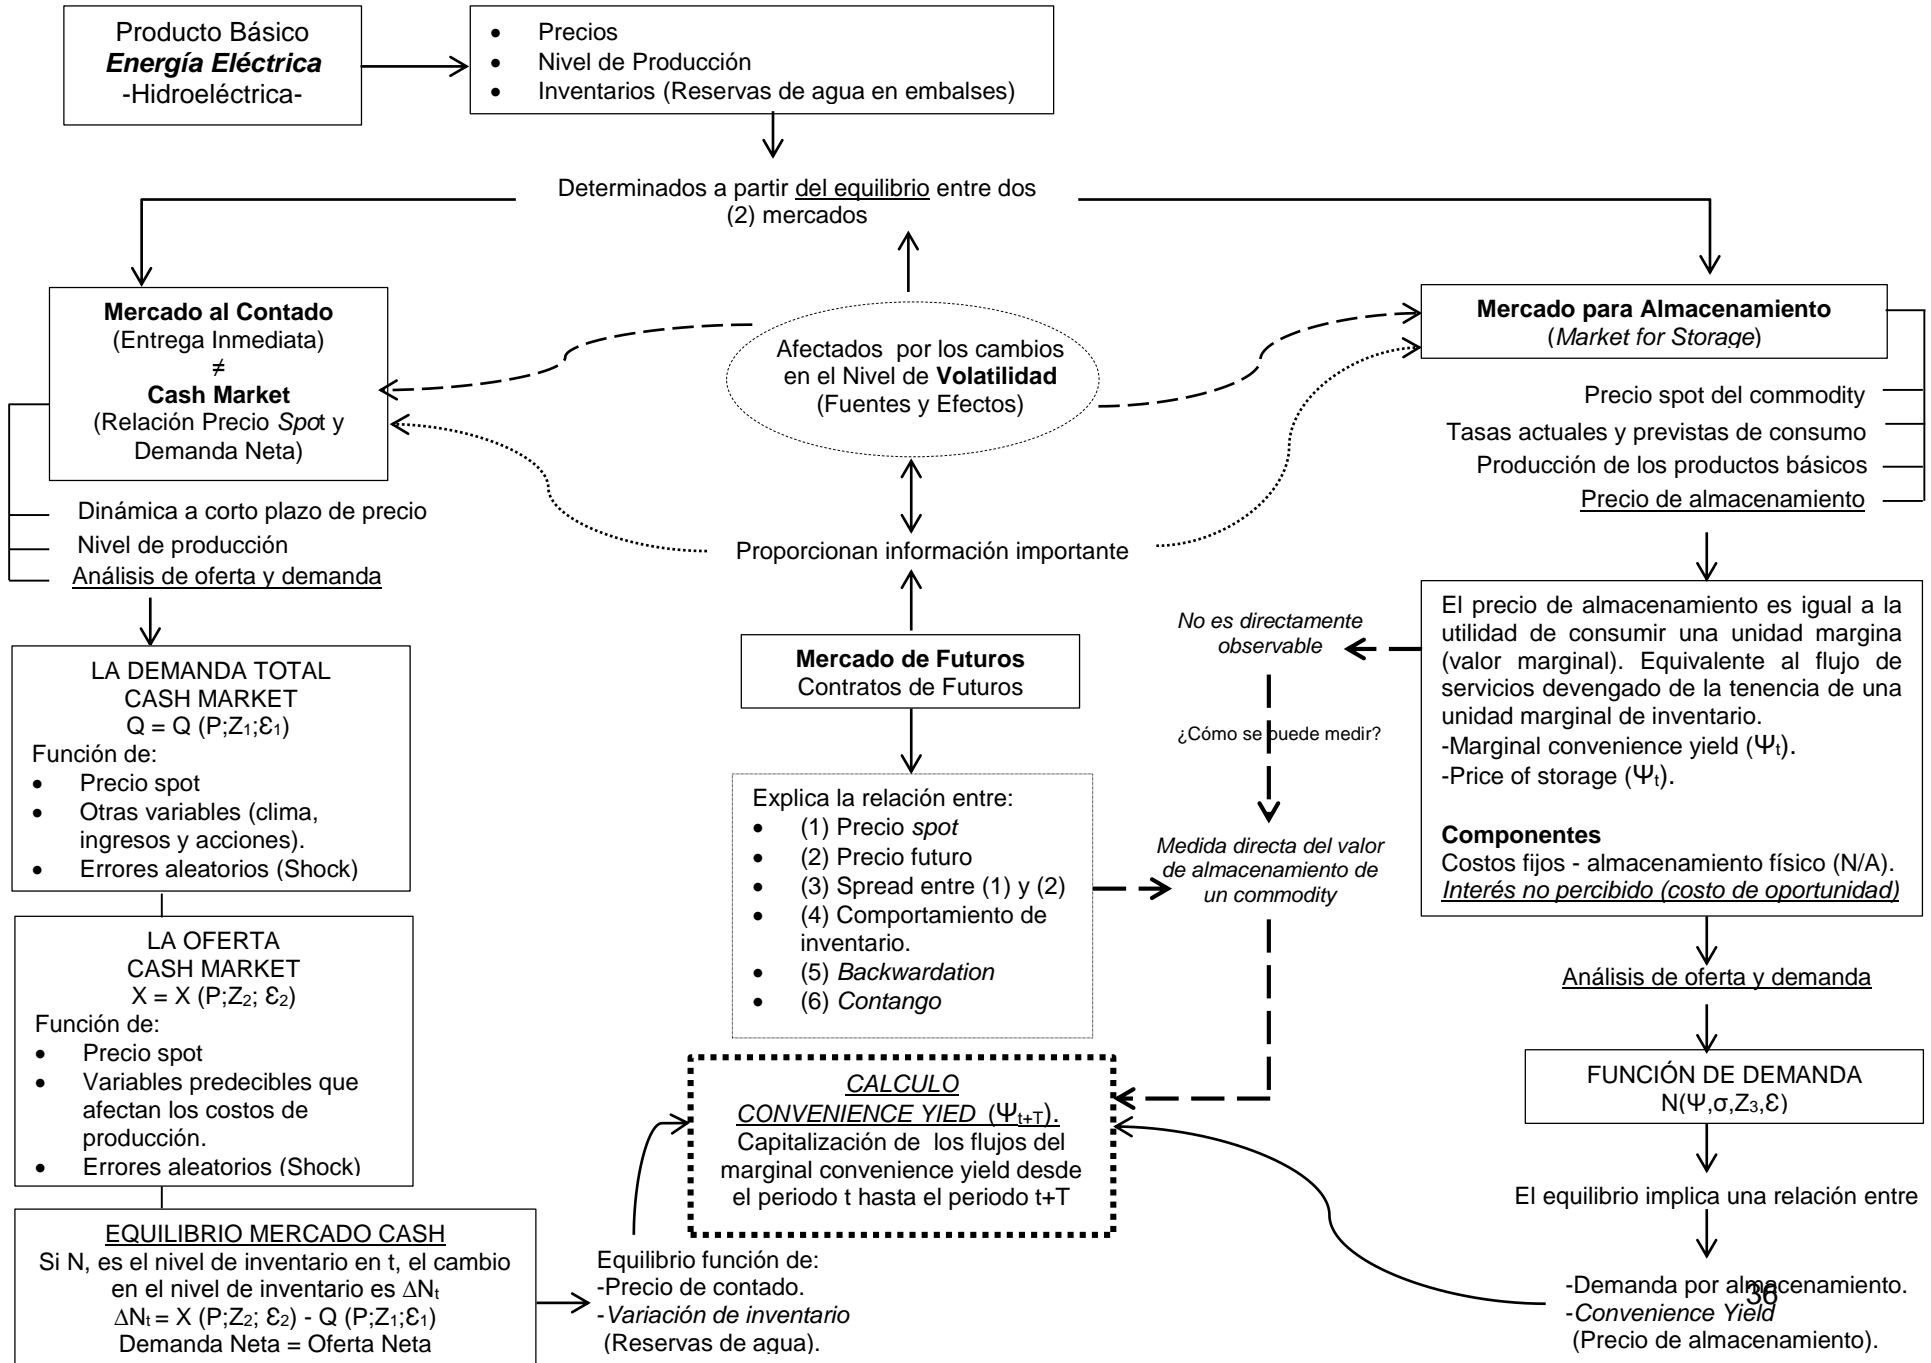 Producto Básico
Energía Eléctrica
-Hidroeléctrica-
• Precios
• Nivel de Producción
• Inventarios (Reservas de agua en embalses)
Determinados a partir del equilibrio entre dos
(2) mercados
Mercado al Contado
(Entrega Inmediata)
≠
Cash Market
(Relación Precio Spot y
Demanda Neta)
Dinámica a corto plazo de precio
Nivel de producción
Análisis de oferta y demanda
LA DEMANDA TOTAL
CASH MARKET
Q = Q (P;Z₁;Ɛ₁)
Función de:
• Precio spot
• Otras variables (clima,
ingresos y acciones).
• Errores aleatorios (Shock)
LA OFERTA
CASH MARKET
X = X (P;Z₂; Ɛ₂)
Función de:
• Precio spot
• Variables predecibles que
afectan los costos de
producción.
• Errores aleatorios (Shock)
EQUILIBRIO MERCADO CASH
Si N, es el nivel de inventario en t, el cambio
en el nivel de inventario es ∆Nₜ
∆Nₜ = X (P;Z₂; Ɛ₂) - Q (P;Z₁;Ɛ₁)
Demanda Neta = Oferta Neta
Afectados por los cambios
en el Nivel de Volatilidad
(Fuentes y Efectos)
Proporcionan información importante
Mercado de Futuros
Contratos de Futuros
Explica la relación entre:
• (1) Precio spot
• (2) Precio futuro
• (3) Spread entre (1) y (2)
• (4) Comportamiento de
inventario.
• (5) Backwardation
• (6) Contango
CALCULO
CONVENIENCE YIED (Ψt+T).
Capitalización de los flujos del
marginal convenience yield desde
el periodo t hasta el periodo t+T
Equilibrio función de:
-Precio de contado.
-Variación de inventario
(Reservas de agua).
No es directamente
observable
¿Cómo se puede medir?
Medida directa del valor
de almacenamiento de
un commodity
Mercado para Almacenamiento
(Market for Storage)
Precio spot del commodity
Tasas actuales y previstas de consumo
Producción de los productos básicos
Precio de almacenamiento
El precio de almacenamiento es igual a la
utilidad de consumir una unidad margina
(valor marginal). Equivalente al flujo de
servicios devengado de la tenencia de una
unidad marginal de inventario.
-Marginal convenience yield (Ψₜ).
-Price of storage (Ψₜ).
Componentes
Costos fijos - almacenamiento físico (N/A).
Interés no percibido (costo de oportunidad)
Análisis de oferta y demanda
FUNCIÓN DE DEMANDA
N(Ψ,σ,Z₃,Ɛ)
El equilibrio implica una relación entre
-Demanda por almacenamiento.
-Convenience Yield
(Precio de almacenamiento).
36